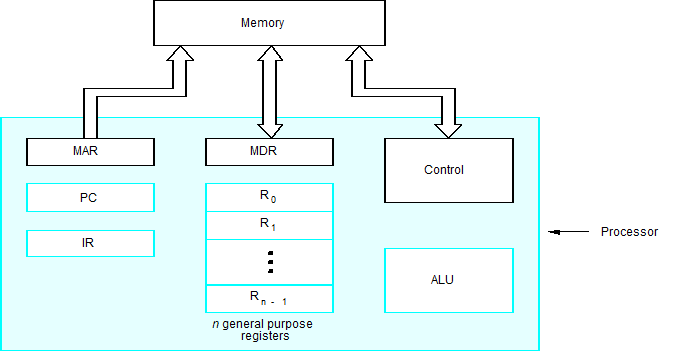 Memory
MAR
MDR
Control
PC
R0
IR
R1
Processor
ALU
Rn - 1
n general purpose
registers